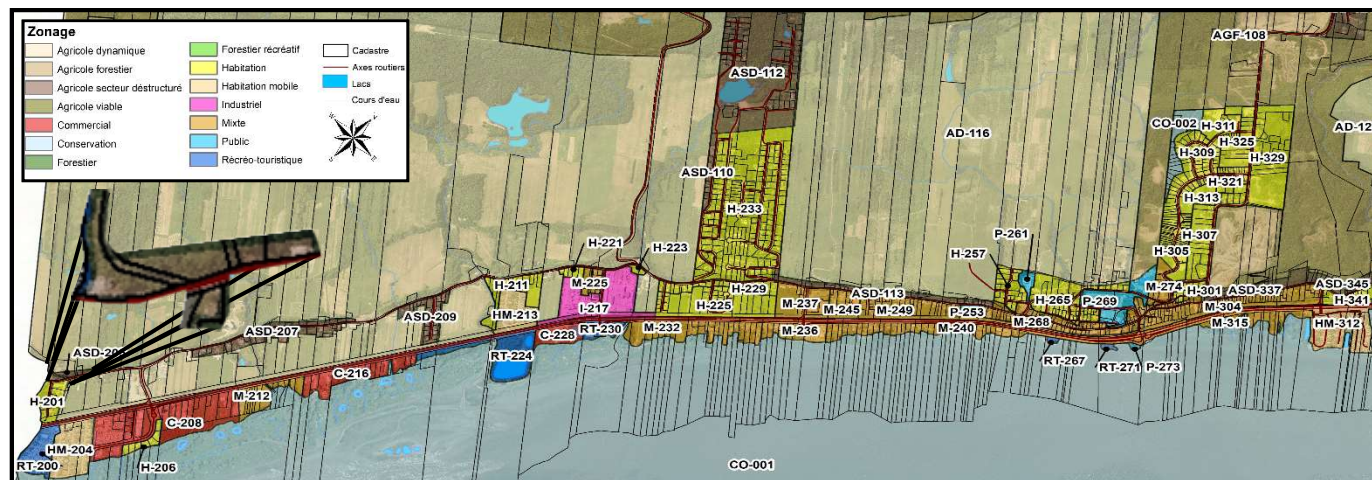 Zonage
Agricole dynamique
Agricole forestier
Agricole secteur déstructuré
Agricole viable
Commercial
Conservation
Forestier
Forestier récréatif
Habitation
Habitation mobile
Industriel
Mixte
Public
Récréo-touristique
Cadastre
Axes routiers
Lacs
Cours d'eau
AGF-108
ASD-112
CO-002
H-311
H-325
AD-116
H-309
H-329
AD-12
ASD-110
H-321
H-313
H-233
P-261
H-307
H-221
H-223
H-257
H-305
M-274
H-211
M-225
H-229
ASD-113
H-265
P-269
H-301
ASD-337
ASD-345
HM-213
I-217
H-225
M-237
M-245
M-249
P-253
M-268
M-304
H-341
ASD-209
ASD-207
C-228
RT-230
M-232
M-236
M-240
M-315
HM-312
ASD-20
RT-224
RT-267
RT-271
P-273
C-216
H-201
M-212
C-208
HM-204
RT-200
H-206
CO-001